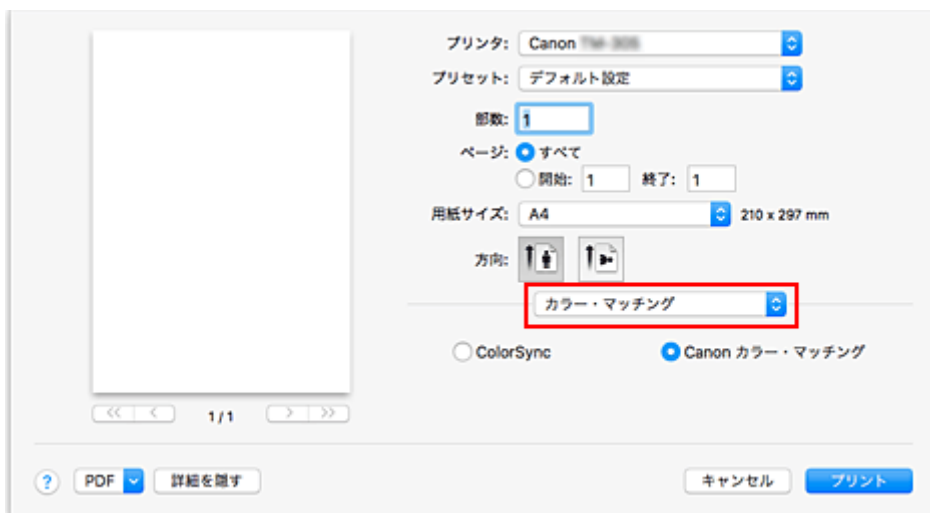 プリンタ: Canon
プリセット: デフォルト設定
部数: 1
ページ: すべて
開始: 1 終了: 1
用紙サイズ: A4 210 x 297 mm
方向:
カラー・マッチング
ColorSync Canon カラー・マッチング
<< < 1 / 1 > >>
? PDF 詳細を隠す キャンセル プリント